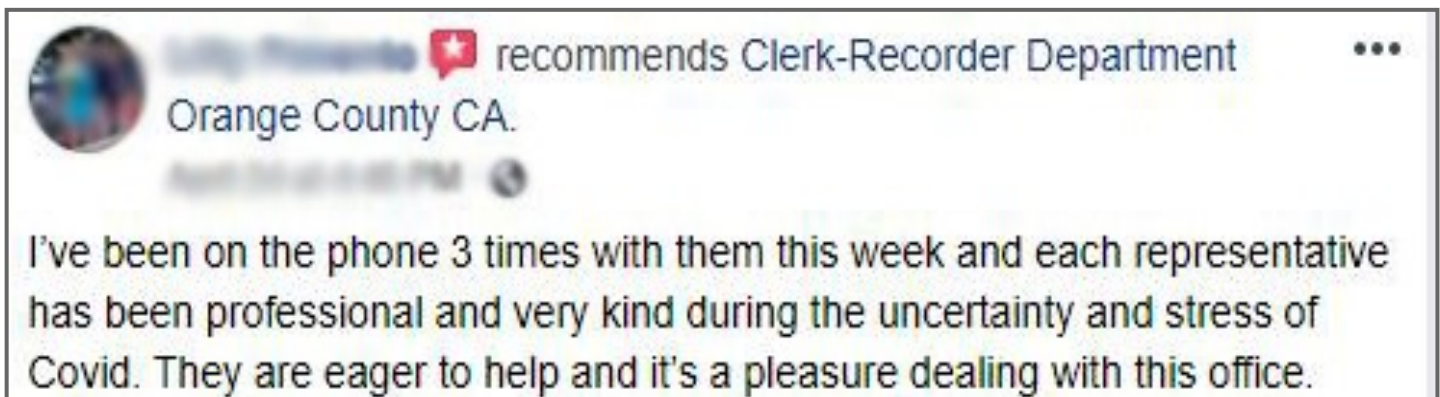 recommends Clerk-Recorder Department
Orange County CA.
PM
I've been on the phone 3 times with them this week and each representative
has been professional and very kind during the uncertainty and stress of
Covid. They are eager to help and it's a pleasure dealing with this office.